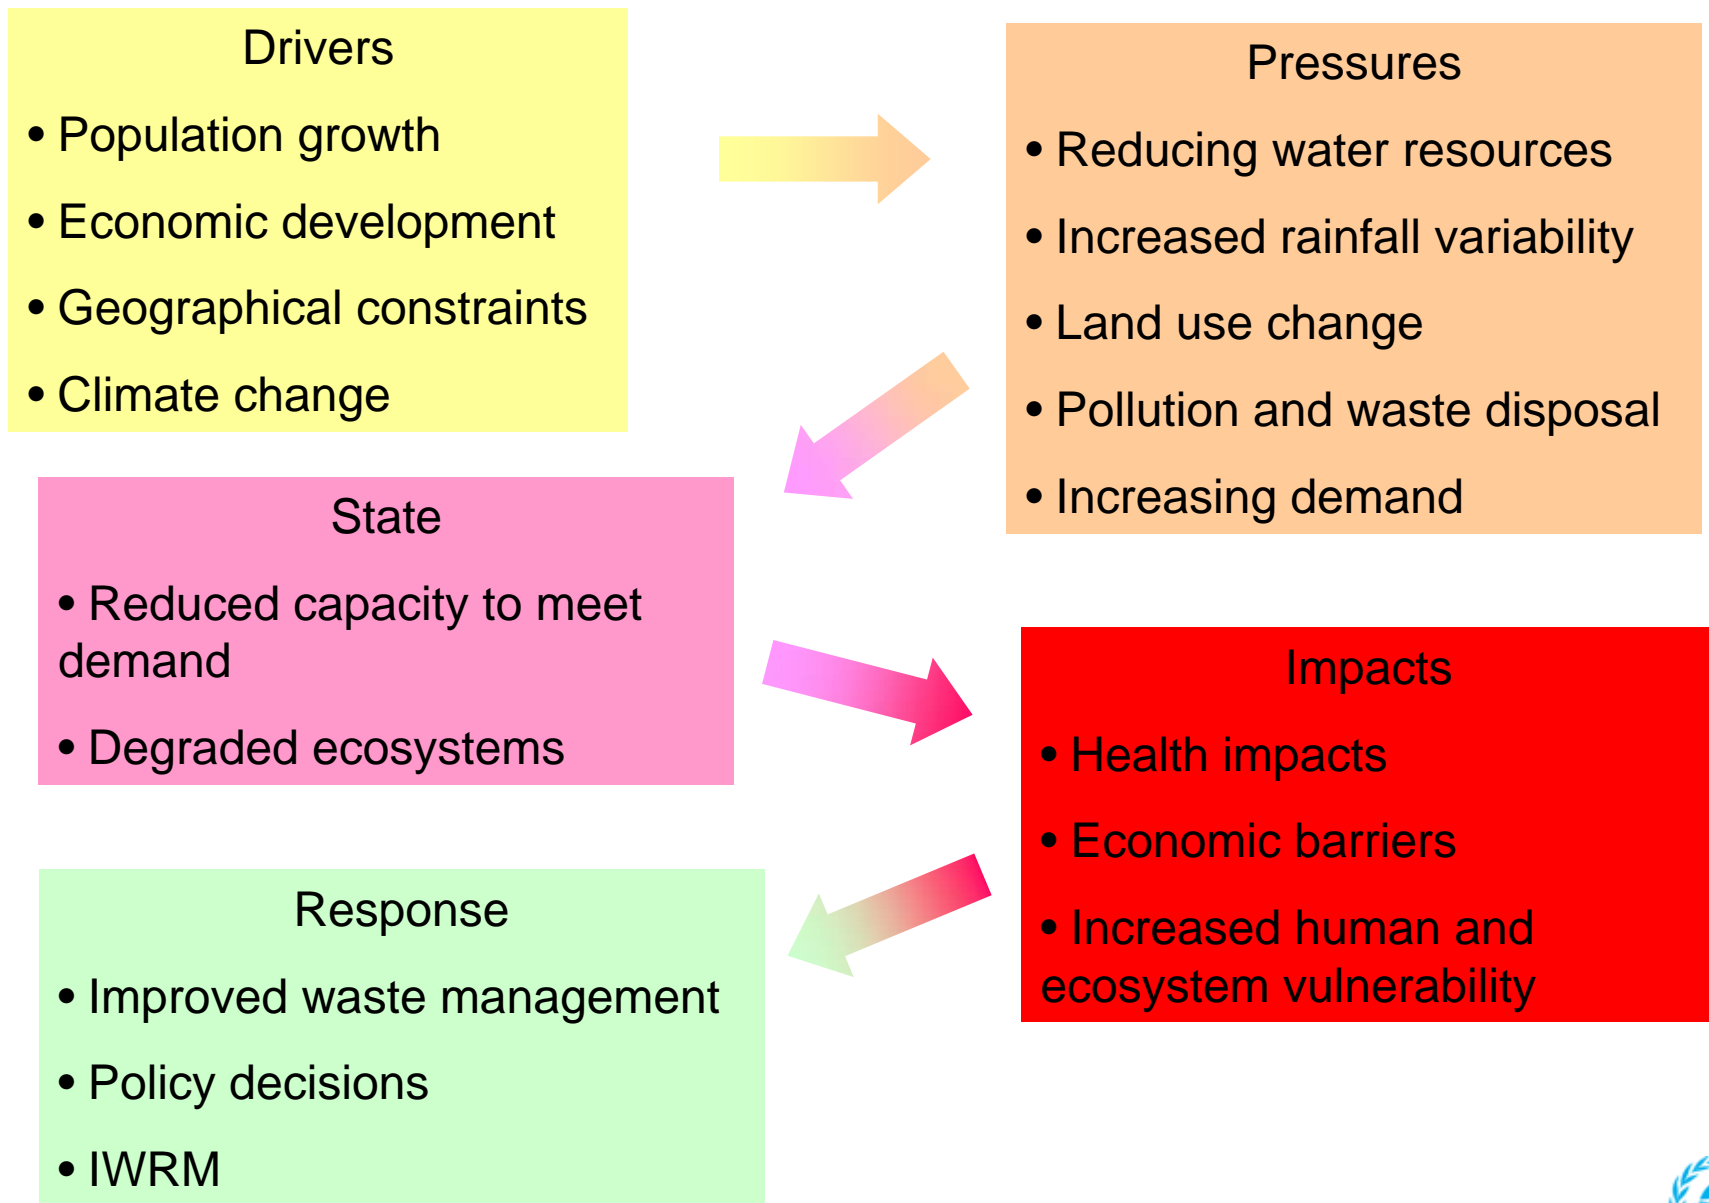 Drivers
• Population growth
• Economic development
• Geographical constraints
• Climate change
Pressures
• Reducing water resources
• Increased rainfall variability
• Land use change
• Pollution and waste disposal
• Increasing demand
State
• Reduced capacity to meet
demand
• Degraded ecosystems
Impacts
• Health impacts
• Economic barriers
• Increased human and
ecosystem vulnerability
Response
• Improved waste management
• Policy decisions
• IWRM